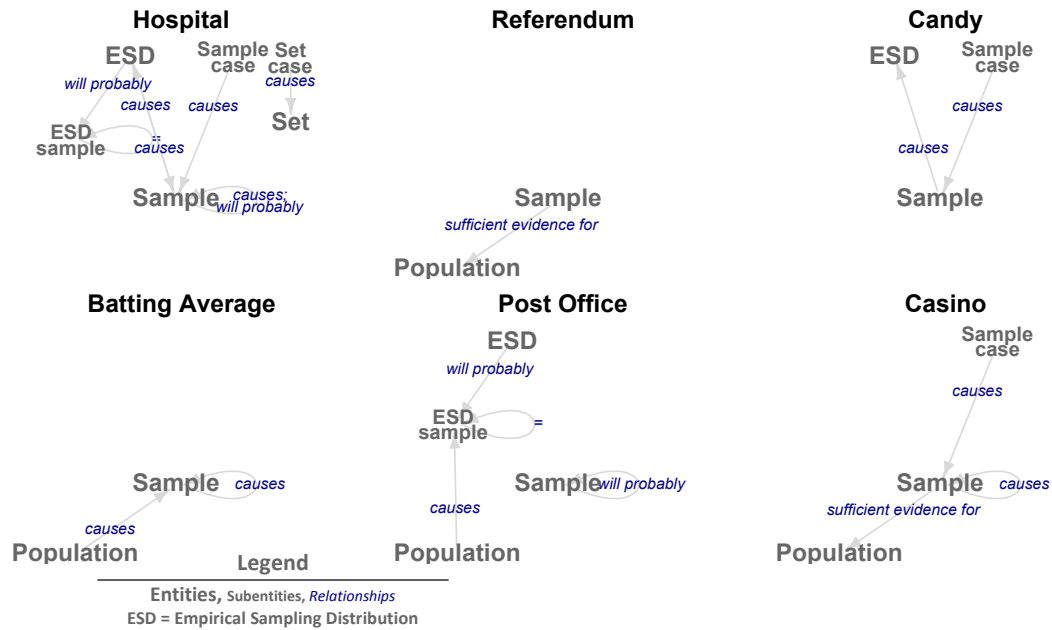 Hospital
ESD
Sample
case
Set
case
will probably
causes
causes
causes
Set
ESD
sample
=
causes
Sample
causes;
will probably
Referendum
Sample
sufficient evidence for
Population
Candy
ESD
Sample
case
causes
causes
Sample
Batting Average
Sample
causes
causes
Population
Post Office
ESD
will probably
ESD
sample
=
Sample
will probably
causes
Population
Casino
Sample
case
causes
Sample
causes
sufficient evidence for
Population
Legend
Entities, Subentities, Relationships
ESD = Empirical Sampling Distribution